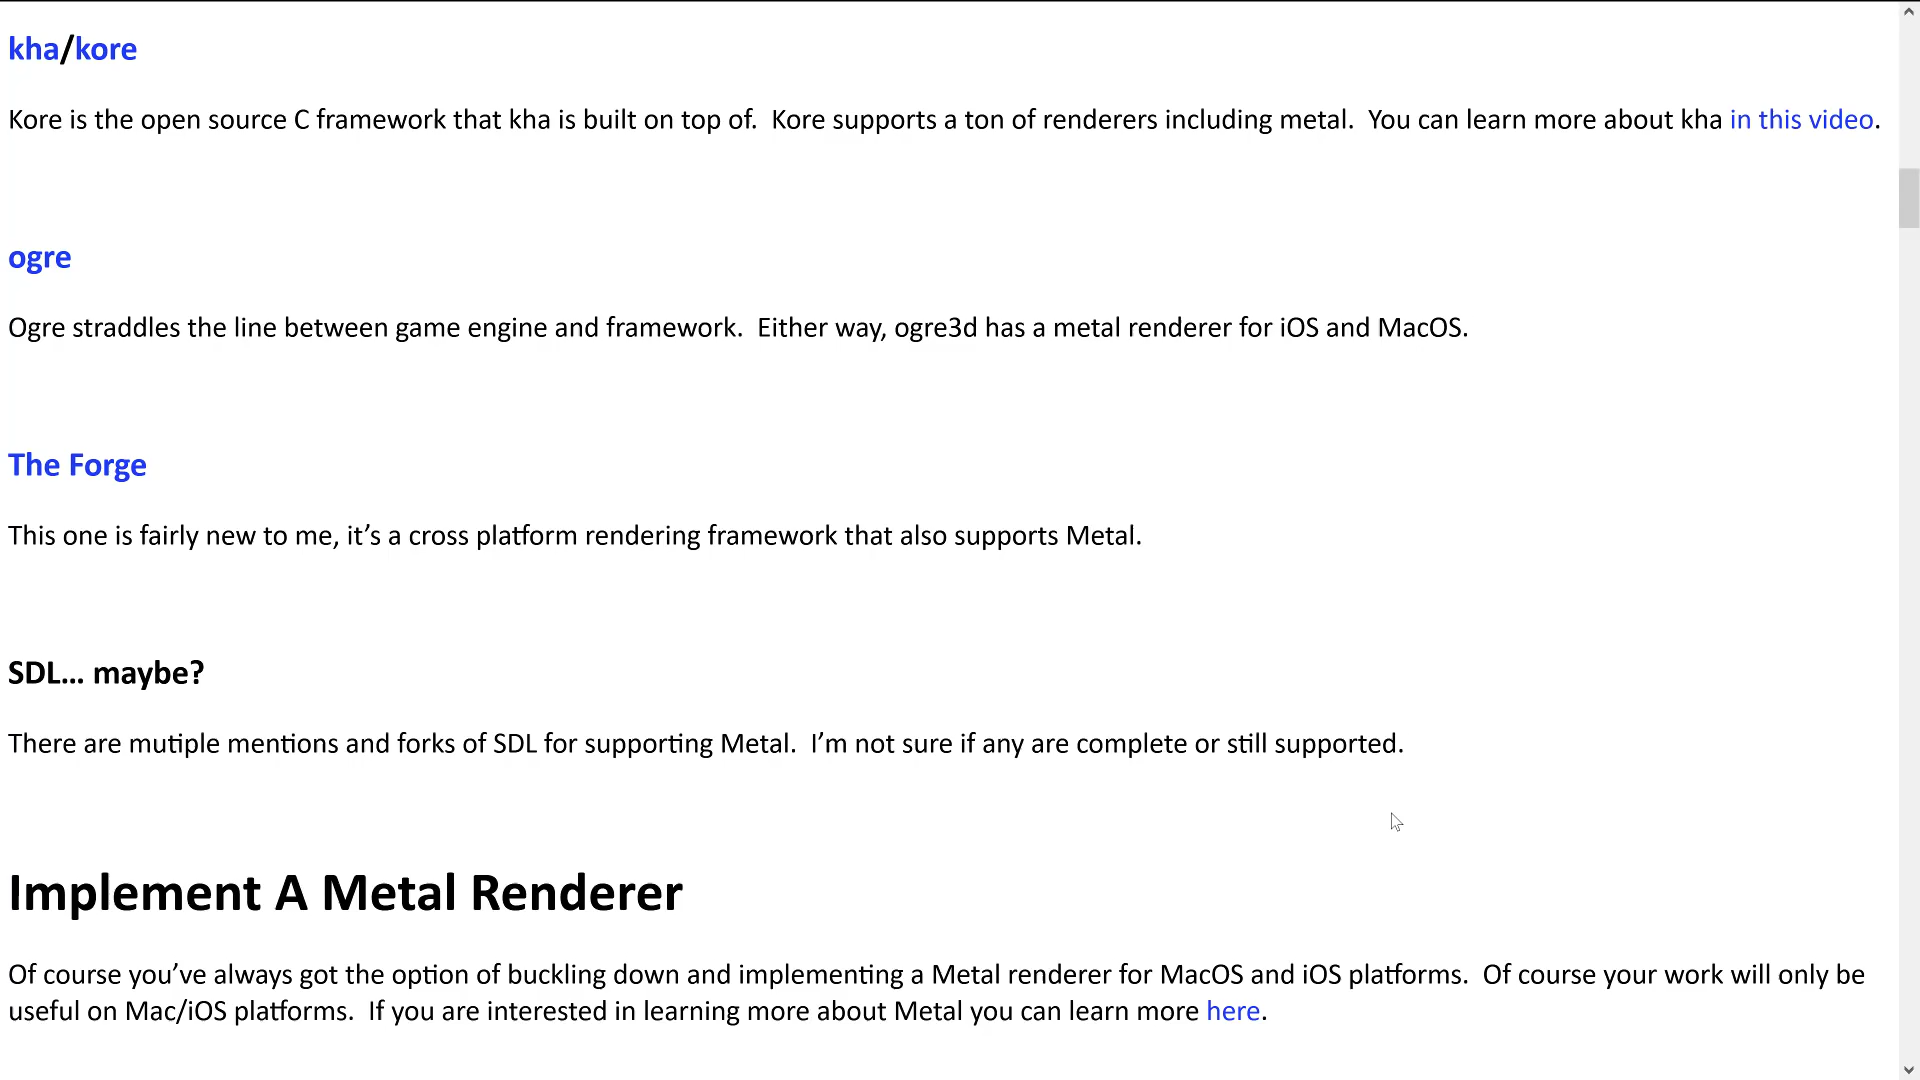 kha/kore
Kore is the open source C framework that kha is built on top of.  Kore supports a ton of renderers including metal.  You can learn more about kha in this video.
ogre
Ogre straddles the line between game engine and framework.  Either way, ogre3d has a metal renderer for iOS and MacOS.
The Forge
This one is fairly new to me, it’s a cross platform rendering framework that also supports Metal.
SDL… maybe?
There are mutiple mentions and forks of SDL for supporting Metal.  I’m not sure if any are complete or still supported.
Implement A Metal Renderer
Of course you’ve always got the option of buckling down and implementing a Metal renderer for MacOS and iOS platforms.  Of course your work will only be
useful on Mac/iOS platforms.  If you are interested in learning more about Metal you can learn more here.